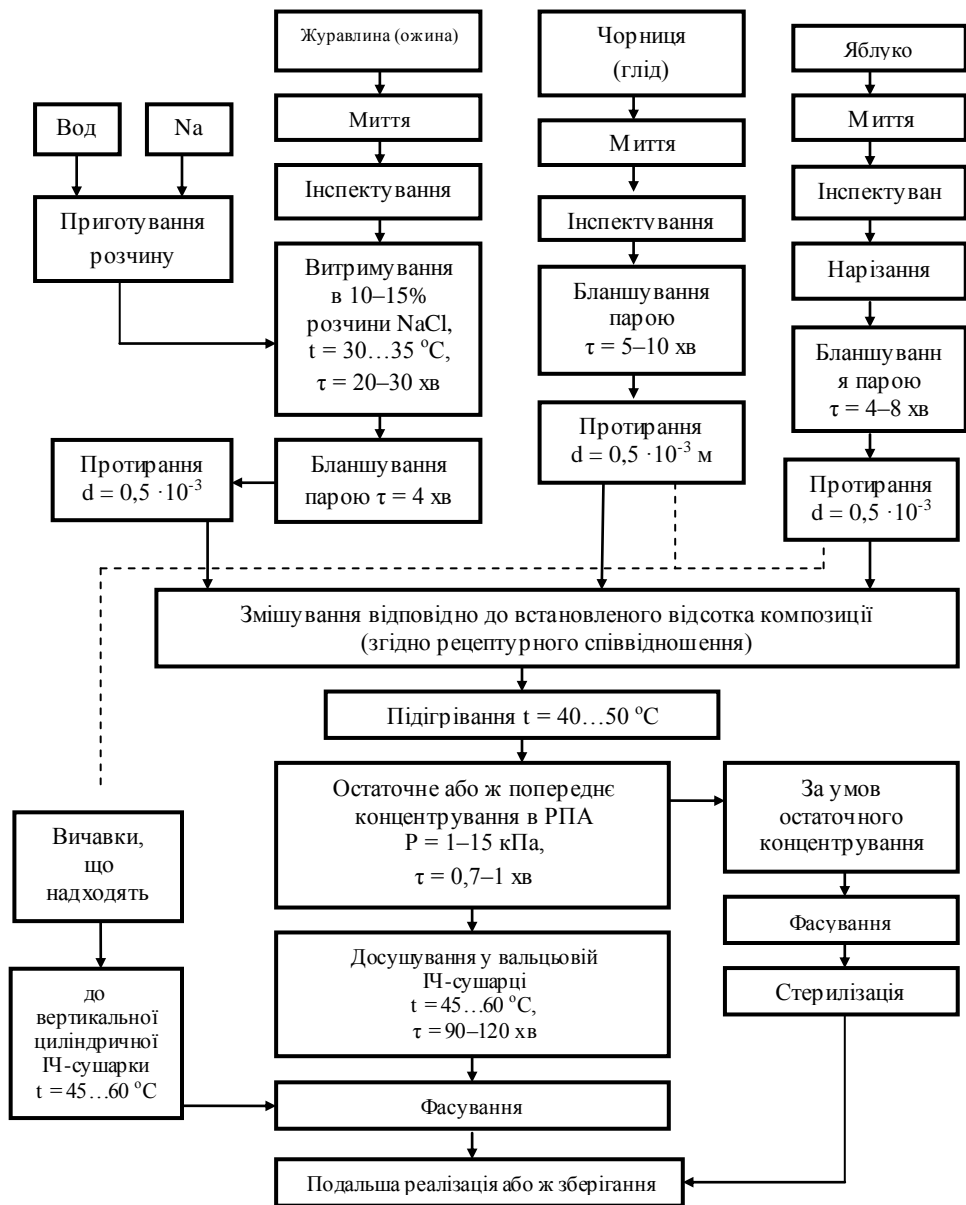 Журавлина (ожина)
Чорниця
(глід)
Яблуко
Вод
Na
Миття
Миття
Миття
Інспектування
Інспектування
Інспектуван
Приготування
розчину
Витримування
в 10–15%
розчини NaCl,
t = 30…35 °С,
τ = 20–30 хв
Бланшування
парою
τ = 5–10 хв
Нарізання
Бланшуванн
я парою
τ = 4–8 хв
Протирання
d = 0,5 ·10⁻³
Бланшування
парою τ = 4 хв
Протирання
d = 0,5 ·10⁻³ м
Протирання
d = 0,5 ·10⁻³
Змішування відповідно до встановленого відсотка композиції
(згідно рецептурного співвідношення)
Підігрівання t = 40…50 °С
Остаточне або ж попереднє
концентрування в РПА
Р = 1–15 кПа,
τ = 0,7–1 хв
За умов
остаточного
концентрування
Вичавки,
що
надходять
Фасування
Досушування у вальцьовій
ІЧ-сушарці
t = 45…60 °С,
τ = 90–120 хв
Стерилізація
до
вертикальної
циліндричної
ІЧ-сушарки
t = 45…60 °С
Фасування
Подальша реалізація або ж зберігання